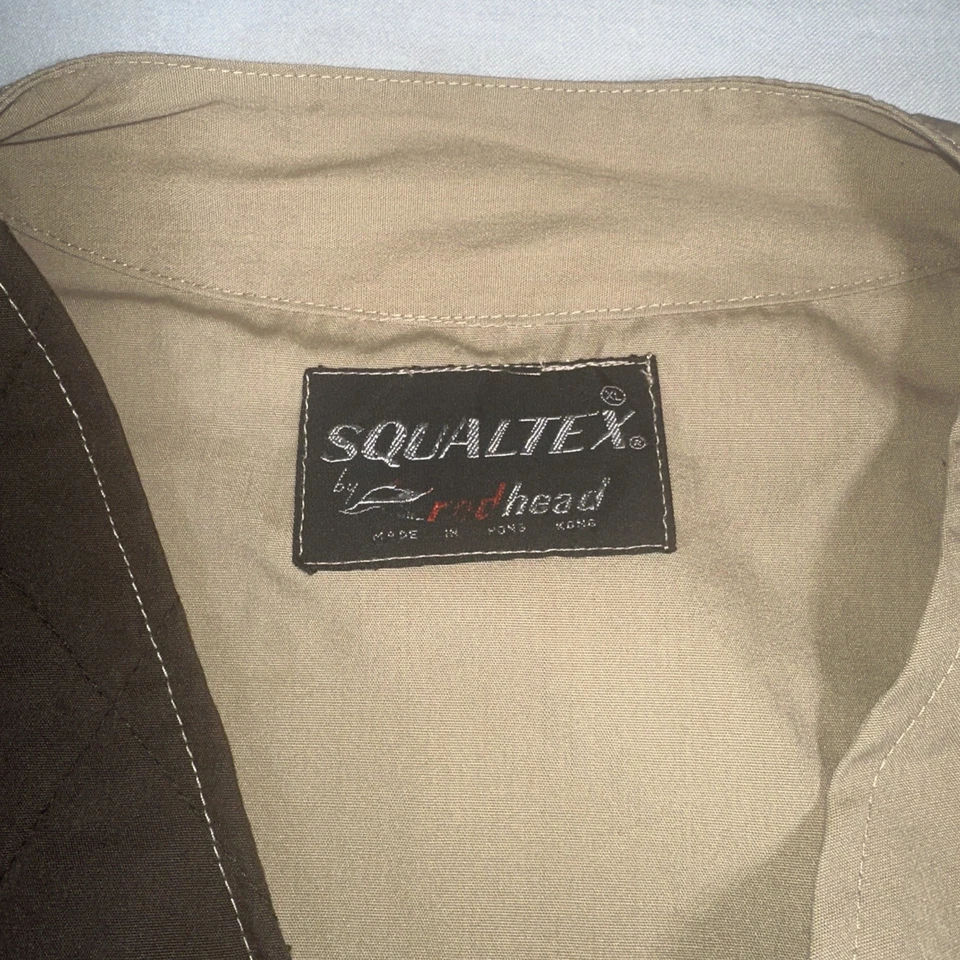 XL
SQUALTEX®
by redhead
MADE IN HONG KONG